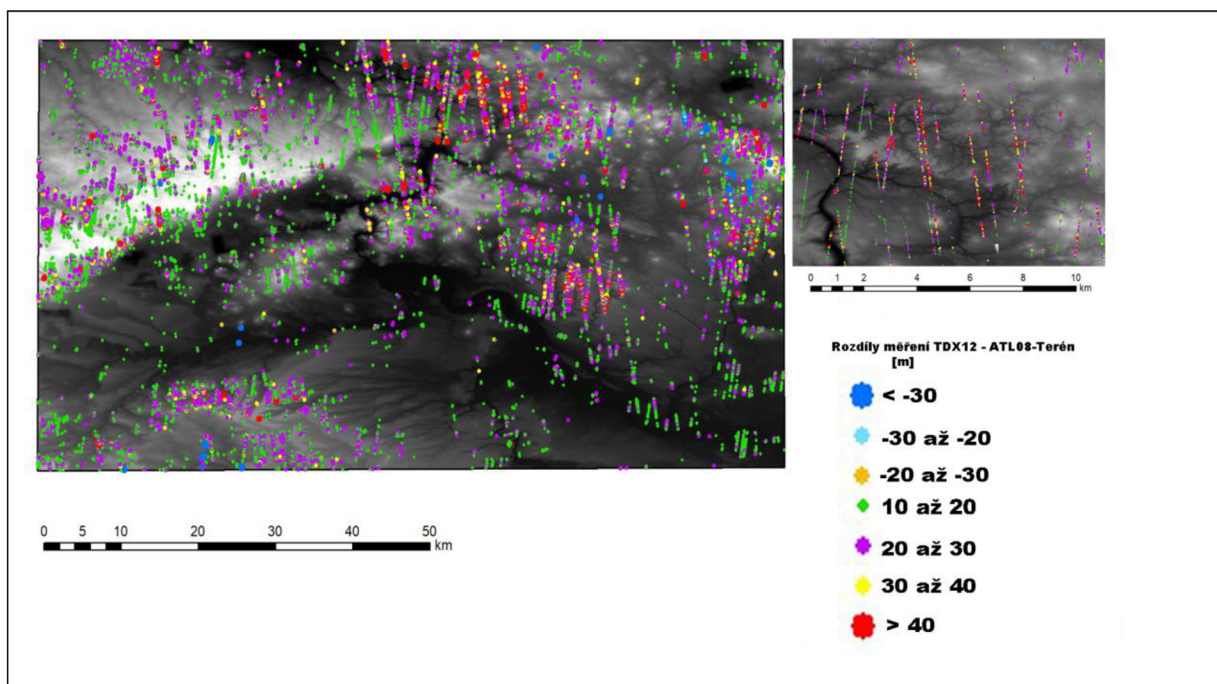 0 2 4 6 8 10
km
Rozdíly měření TDX12 - ATL08-Terén
[m]
< -30
-30 až -20
-20 až -30
10 až 20
20 až 30
30 až 40
> 40
0 5 10 20 30 40 50
km